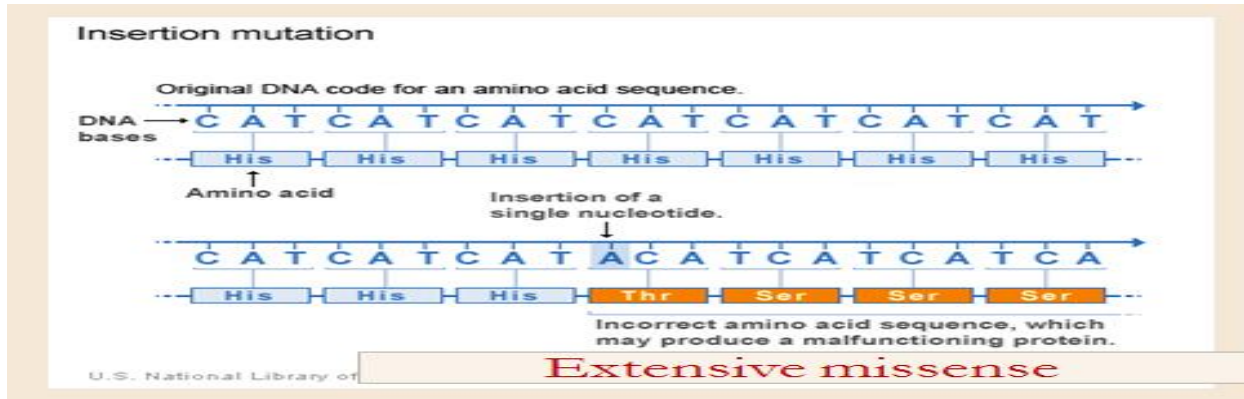 Insertion mutation
Original DNA code for an amino acid sequence.
DNA bases
C A T C A T C A T C A T C A T C A T C A T
His His His His His His His
Amino acid
Insertion of a
single nucleotide.
C A T C A T C A T A C A T C A T C A T C A
His His His Thr Ser Ser Ser
Incorrect amino acid sequence, which
may produce a malfunctioning protein.
U.S. National Library of
Extensive missense